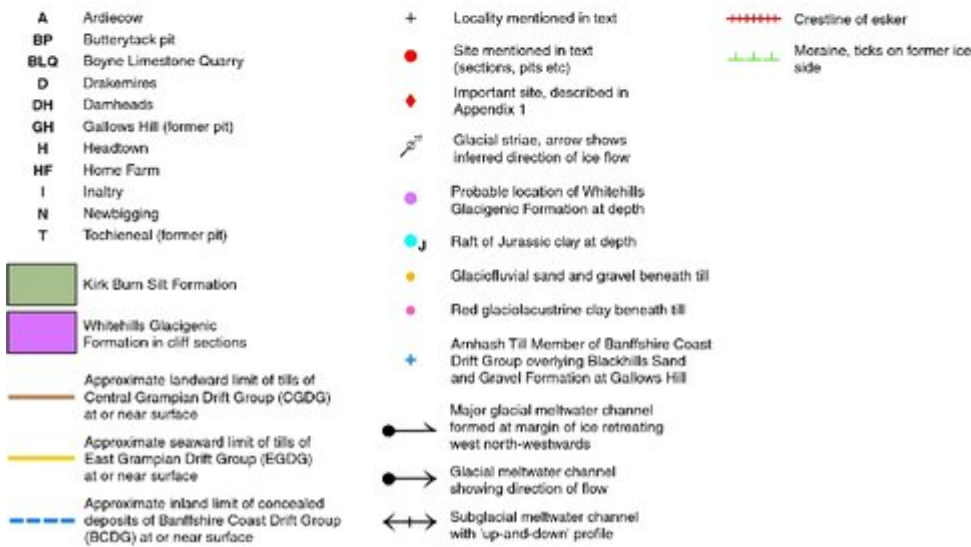 A Ardiecow
BP Butterytack pit
BLQ Boyne Limestone Quarry
D Drakemires
DH Damheads
GH Gallows Hill (former pit)
H Headtown
HF Home Farm
I Inaltry
N Newbigging
T Tochieneal (former pit)
Kirk Burn Silt Formation
Whitehills Glacigenic
Formation in cliff sections
Approximate landward limit of tills of
Central Grampian Drift Group (CGDG)
at or near surface
Approximate seaward limit of tills of
East Grampian Drift Group (EGDG)
at or near surface
Approximate inland limit of concealed
deposits of Banffshire Coast Drift Group
(BCDG) at or near surface
Locality mentioned in text
Site mentioned in text
(sections, pits etc)
Important site, described in
Appendix 1
Glacial striae, arrow shows
inferred direction of ice flow
Probable location of Whitehills
Glacigenic Formation at depth
J Raft of Jurassic clay at depth
Glaciofluvial sand and gravel beneath till
Red glaciolacustrine clay beneath till
Arnhash Till Member of Banffshire Coast
Drift Group overlying Blackhills Sand
and Gravel Formation at Gallows Hill
Major glacial meltwater channel
formed at margin of ice retreating
west north-westwards
Glacial meltwater channel
showing direction of flow
Subglacial meltwater channel
with 'up-and-down' profile
Crestline of esker
Moraine, ticks on former ice
side